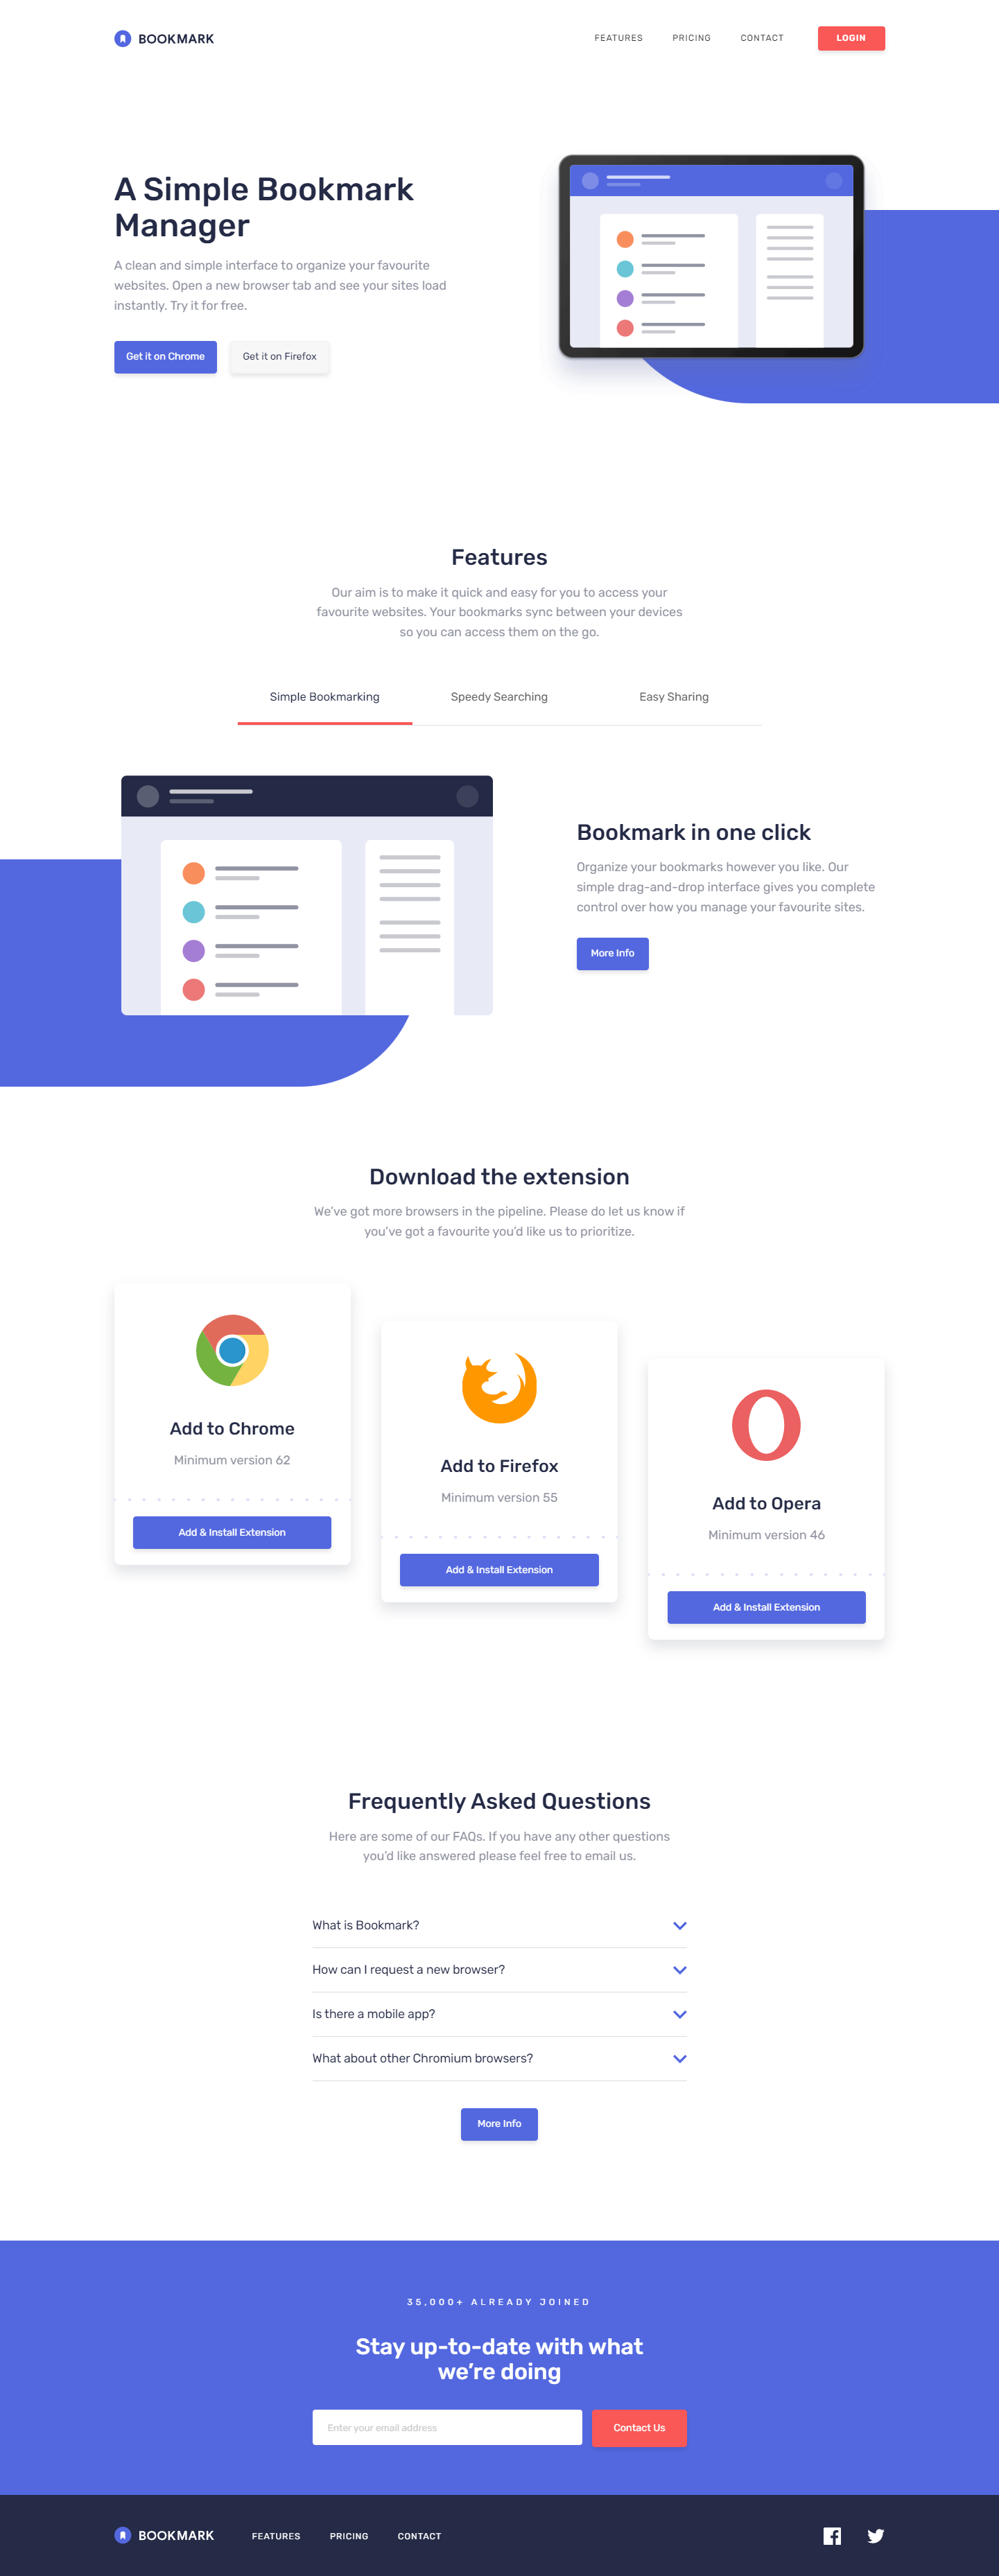 BOOKMARK
FEATURES
PRICING
CONTACT
LOGIN
A Simple Bookmark
Manager
A clean and simple interface to organize your favourite
websites. Open a new browser tab and see your sites load
instantly. Try it for free.
Get it on Chrome
Get it on Firefox
Features
Our aim is to make it quick and easy for you to access your
favourite websites. Your bookmarks sync between your devices
so you can access them on the go.
Simple Bookmarking
Speedy Searching
Easy Sharing
Bookmark in one click
Organize your bookmarks however you like. Our
simple drag-and-drop interface gives you complete
control over how you manage your favourite sites.
More Info
Download the extension
We've got more browsers in the pipeline. Please do let us know if
you've got a favourite you'd like us to prioritize.
Add to Chrome
Minimum version 62
Add & Install Extension
Add to Firefox
Minimum version 55
Add & Install Extension
Add to Opera
Minimum version 46
Add & Install Extension
Frequently Asked Questions
Here are some of our FAQs. If you have any other questions
you'd like answered please feel free to email us.
What is Bookmark?
How can I request a new browser?
Is there a mobile app?
What about other Chromium browsers?
More Info
35,000+ ALREADY JOINED
Stay up-to-date with what
we're doing
Enter your email address
Contact Us
BOOKMARK
FEATURES
PRICING
CONTACT